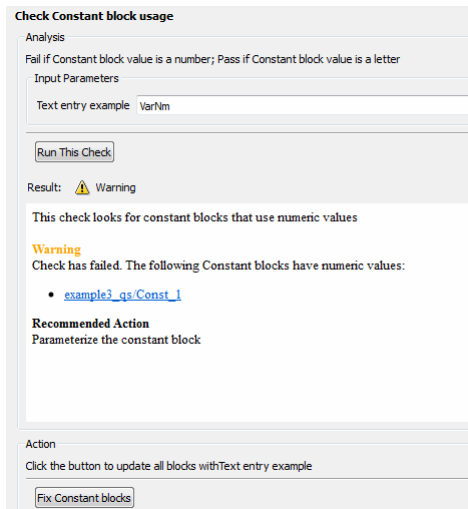 Check Constant block usage
Analysis
Fail if Constant block value is a number; Pass if Constant block value is a letter
Input Parameters
Text entry example VarNm
Run This Check
Result: Warning
This check looks for constant blocks that use numeric values
Warning
Check has failed. The following Constant blocks have numeric values:
• example3_qs/Const_1
Recommended Action
Parameterize the constant block
Action
Click the button to update all blocks withText entry example
Fix Constant blocks